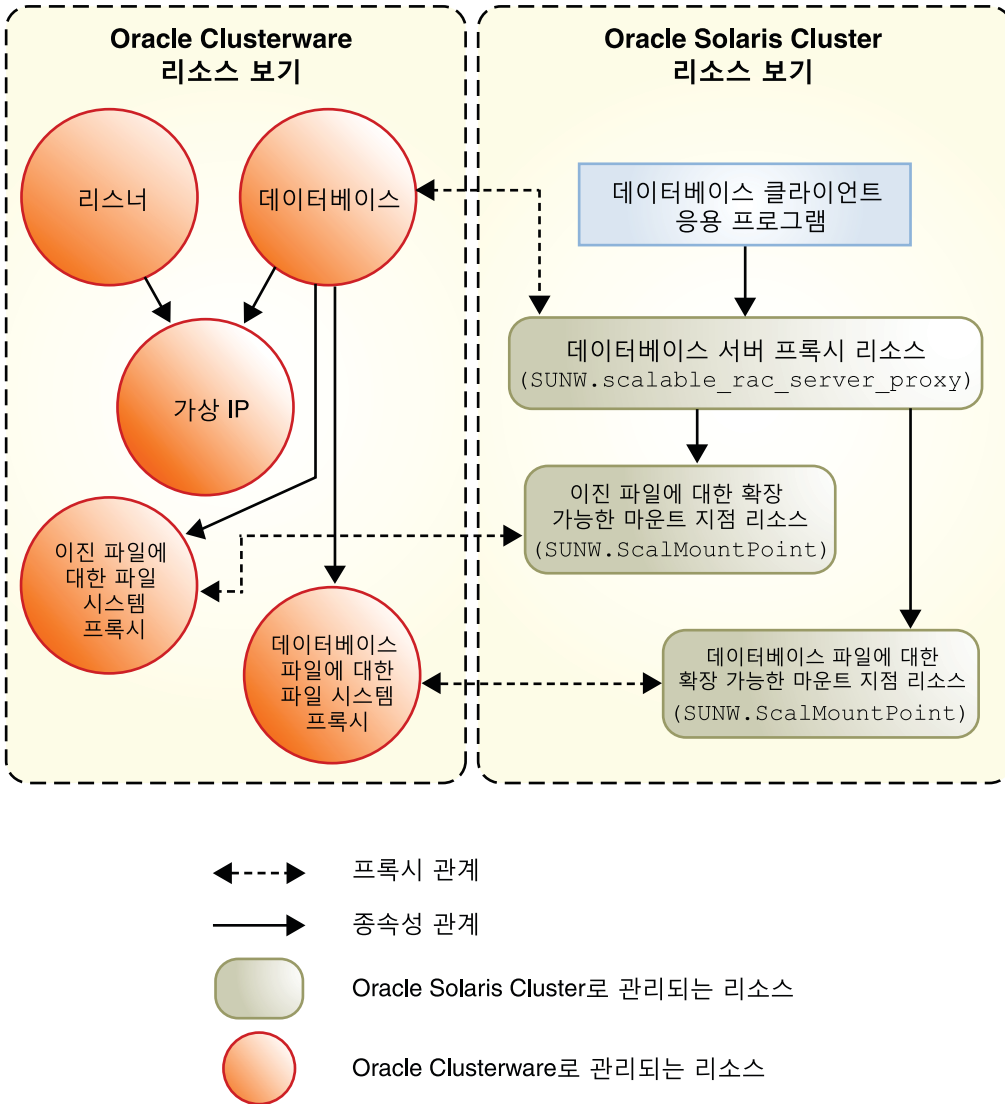 Oracle Clusterware
리소스 보기
리스너
데이터베이스
가상 IP
이진 파일에
대한 파일
시스템
프록시
데이터베이스
파일에 대한
파일 시스템
프록시
Oracle Solaris Cluster
리소스 보기
데이터베이스 클라이언트
응용 프로그램
데이터베이스 서버 프록시 리소스
(SUNW.scalable_rac_server_proxy)
이진 파일에 대한 확장
가능한 마운트 지점 리소스
(SUNW.ScalMountPoint)
데이터베이스 파일에 대한
확장 가능한 마운트 지점 리소스
(SUNW.ScalMountPoint)
프록시 관계
종속성 관계
Oracle Solaris Cluster로 관리되는 리소스
Oracle Clusterware로 관리되는 리소스